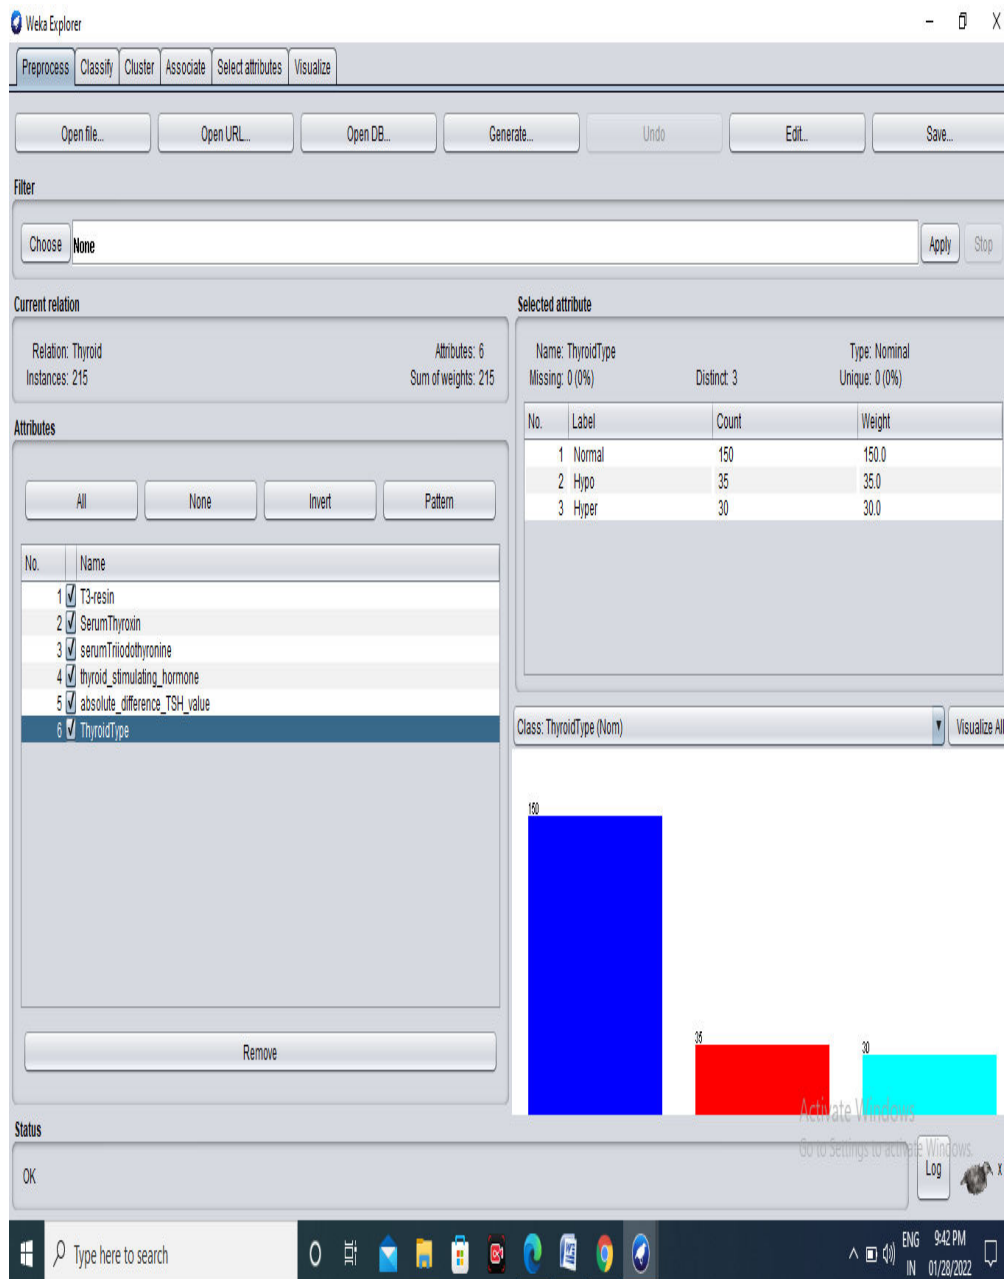 Weka Explorer
Preprocess Classify Cluster Associate Select attributes Visualize
Open file... Open URL... Open DB... Generate... Undo Edit... Save...
Filter
Choose None Apply Stop
Current relation
Relation: Thyroid Attributes: 6
Instances: 215 Sum of weights: 215
Attributes
All None Invert Pattern
No. Name
1 T3-resin
2 SerumThyroxin
3 serumTriiodothyronine
4 thyroid_stimulating_hormone
5 absolute_difference_TSH_value
6 ThyroidType
Remove
Selected attribute
Name: ThyroidType Type: Nominal
Missing: 0 (0%) Distinct: 3 Unique: 0 (0%)
No. Label Count Weight
1 Normal 150 150.0
2 Hypo 35 35.0
3 Hyper 30 30.0
Class: ThyroidType (Nom) Visualize All
150
35
30
Activate Windows
Go to Settings to activate Windows.
Status
OK
Log x
Type here to search
ENG 9:42 PM
IN 01/28/2022